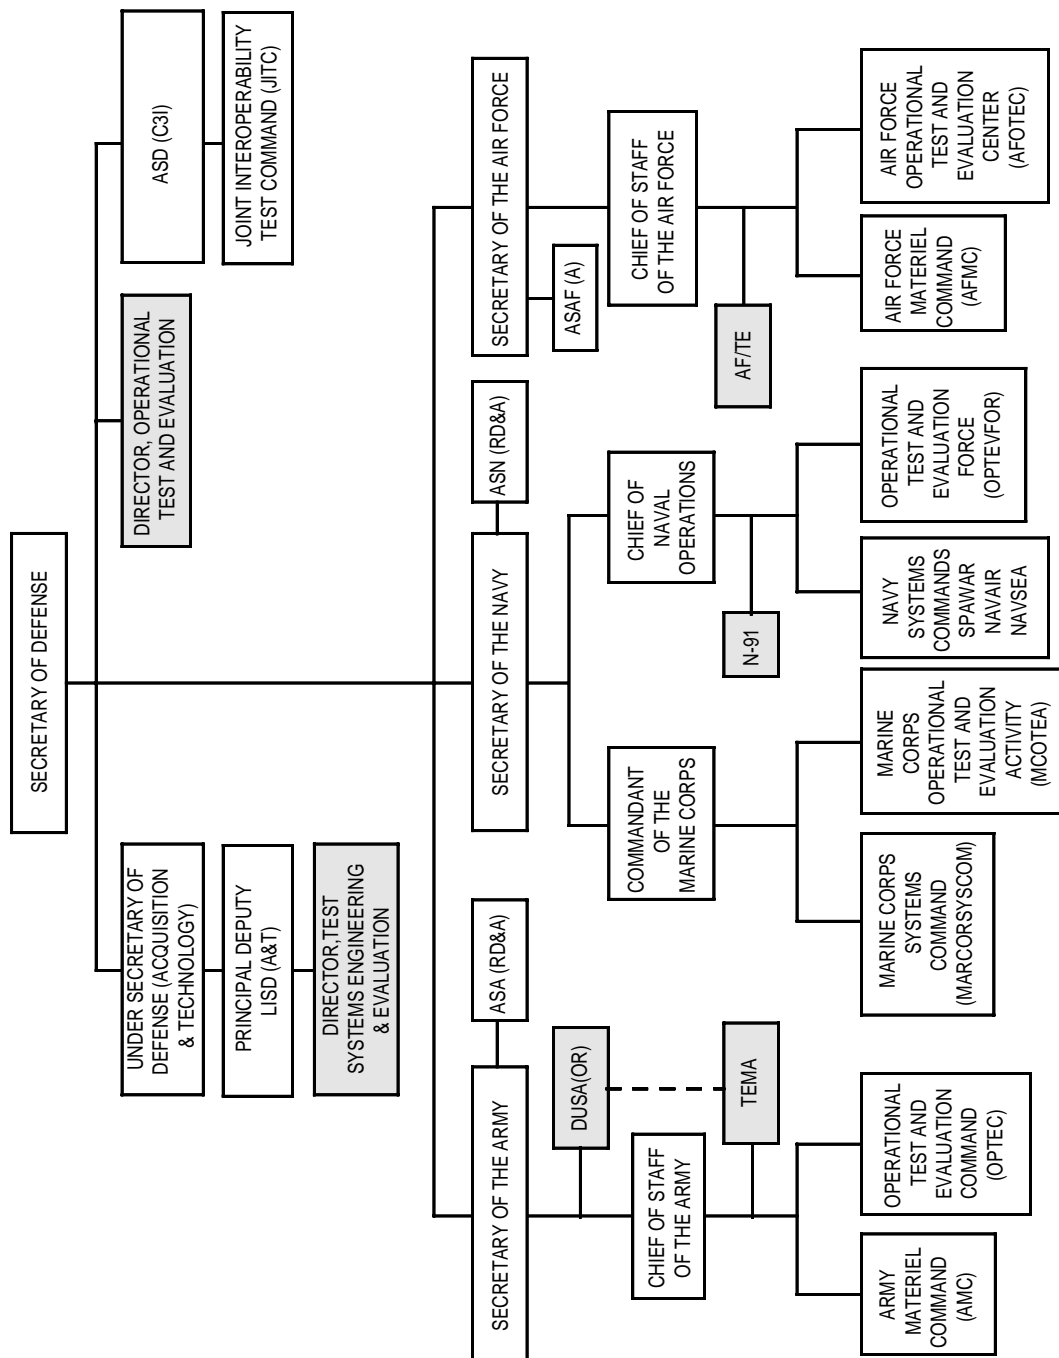 SECRETARY OF DEFENSE
UNDER SECRETARY OF
DEFENSE (ACQUISITION
& TECHNOLOGY)
PRINCIPAL DEPUTY
LISD (A&T)
DIRECTOR,TEST
SYSTEMS ENGINEERING
& EVALUATION
DIRECTOR, OPERATIONAL
TEST AND EVALUATION
ASD (C3I)
JOINT INTEROPERABILITY
TEST COMMAND (JITC)
SECRETARY OF THE ARMY
ASA (RD&A)
DUSA(OR)
CHIEF OF STAFF
OF THE ARMY
TEMA
ARMY
MATERIEL
COMMAND
(AMC)
OPERATIONAL
TEST AND
EVALUATION
COMMAND
(OPTEC)
SECRETARY OF THE NAVY
ASN (RD&A)
COMMANDANT
OF THE
MARINE CORPS
MARINE CORPS
SYSTEMS
COMMAND
(MARCORSYSCOM)
MARINE
CORPS
OPERATIONAL
TEST AND
EVALUATION
ACTIVITY
(MCOTEA)
CHIEF OF
NAVAL
OPERATIONS
N-91
NAVY
SYSTEMS
COMMANDS
SPAWAR
NAVAIR
NAVSEA
OPERATIONAL
TEST AND
EVALUATION
FORCE
(OPTEVFOR)
SECRETARY OF THE AIR FORCE
ASAF (A)
CHIEF OF STAFF
OF THE AIR FORCE
AF/TE
AIR FORCE
MATERIEL
COMMAND
(AFMC)
AIR FORCE
OPERATIONAL
TEST AND
EVALUATION
CENTER
(AFOTEC)